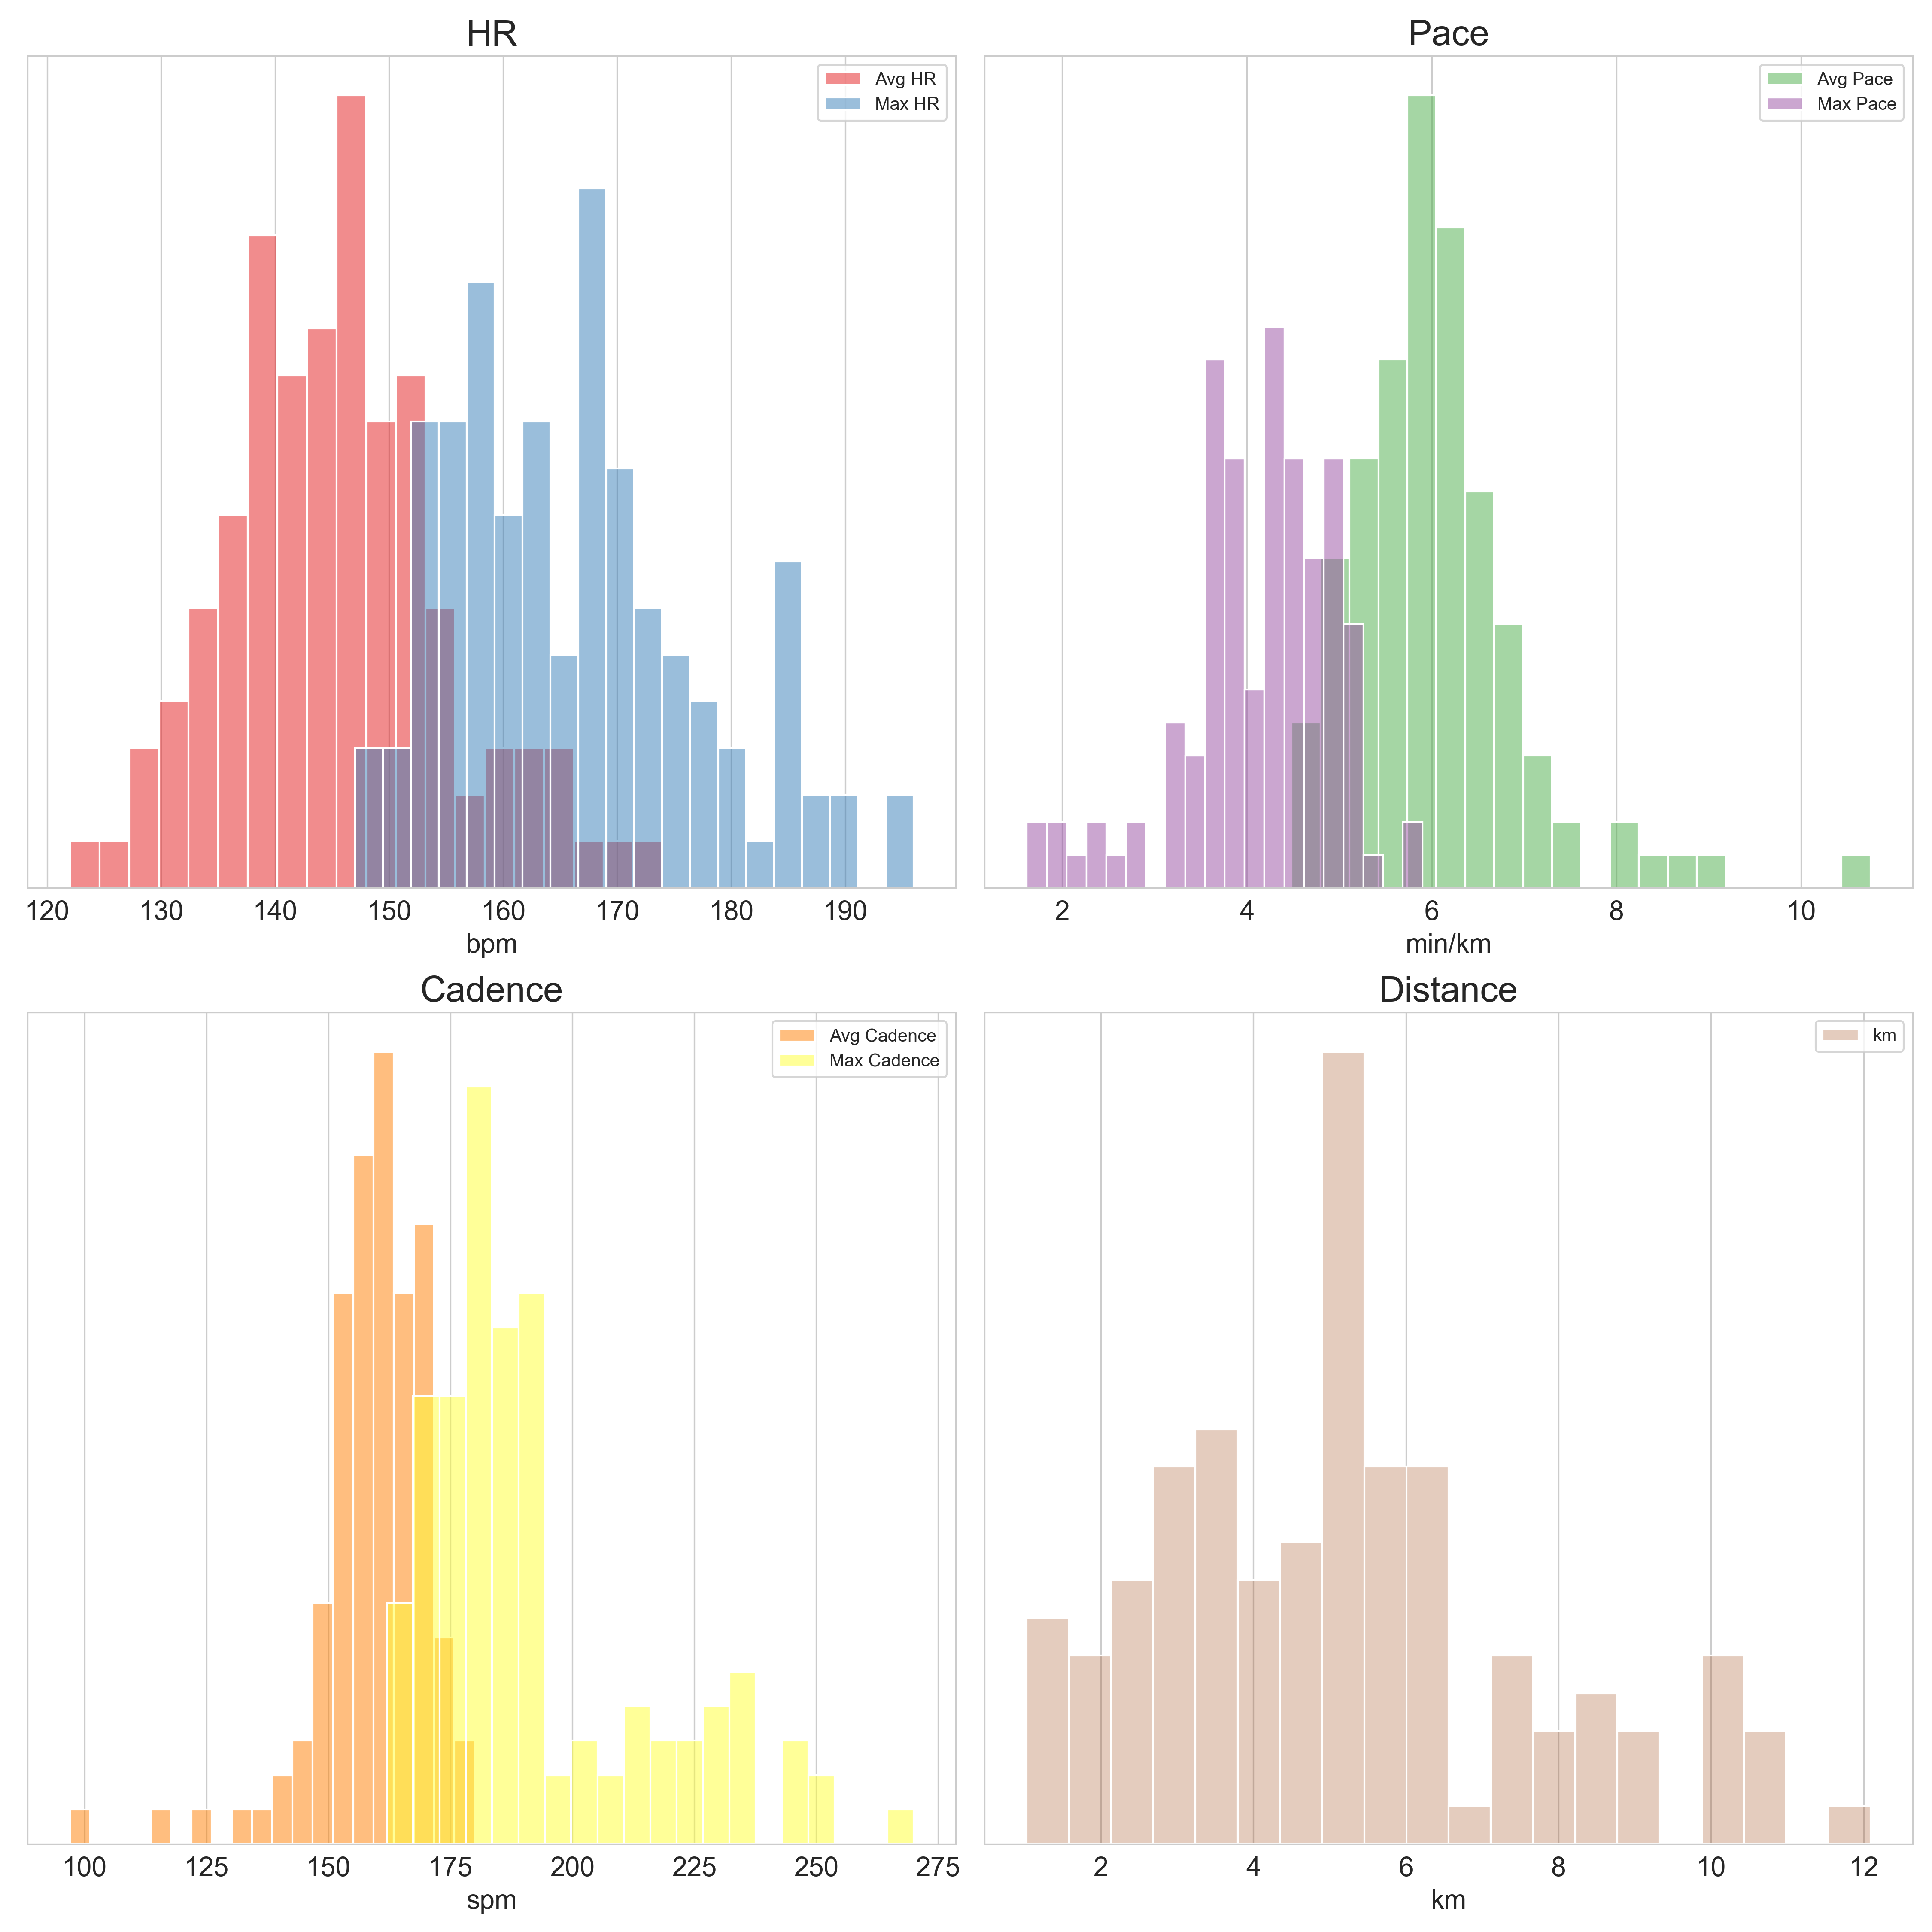 HR
Avg HR
Max HR
120 130 140 150 160 170 180 190
bpm
Pace
Avg Pace
Max Pace
2 4 6 8 10
min/km
Cadence
Avg Cadence
Max Cadence
100 125 150 175 200 225 250 275
spm
Distance
km
2 4 6 8 10 12
km